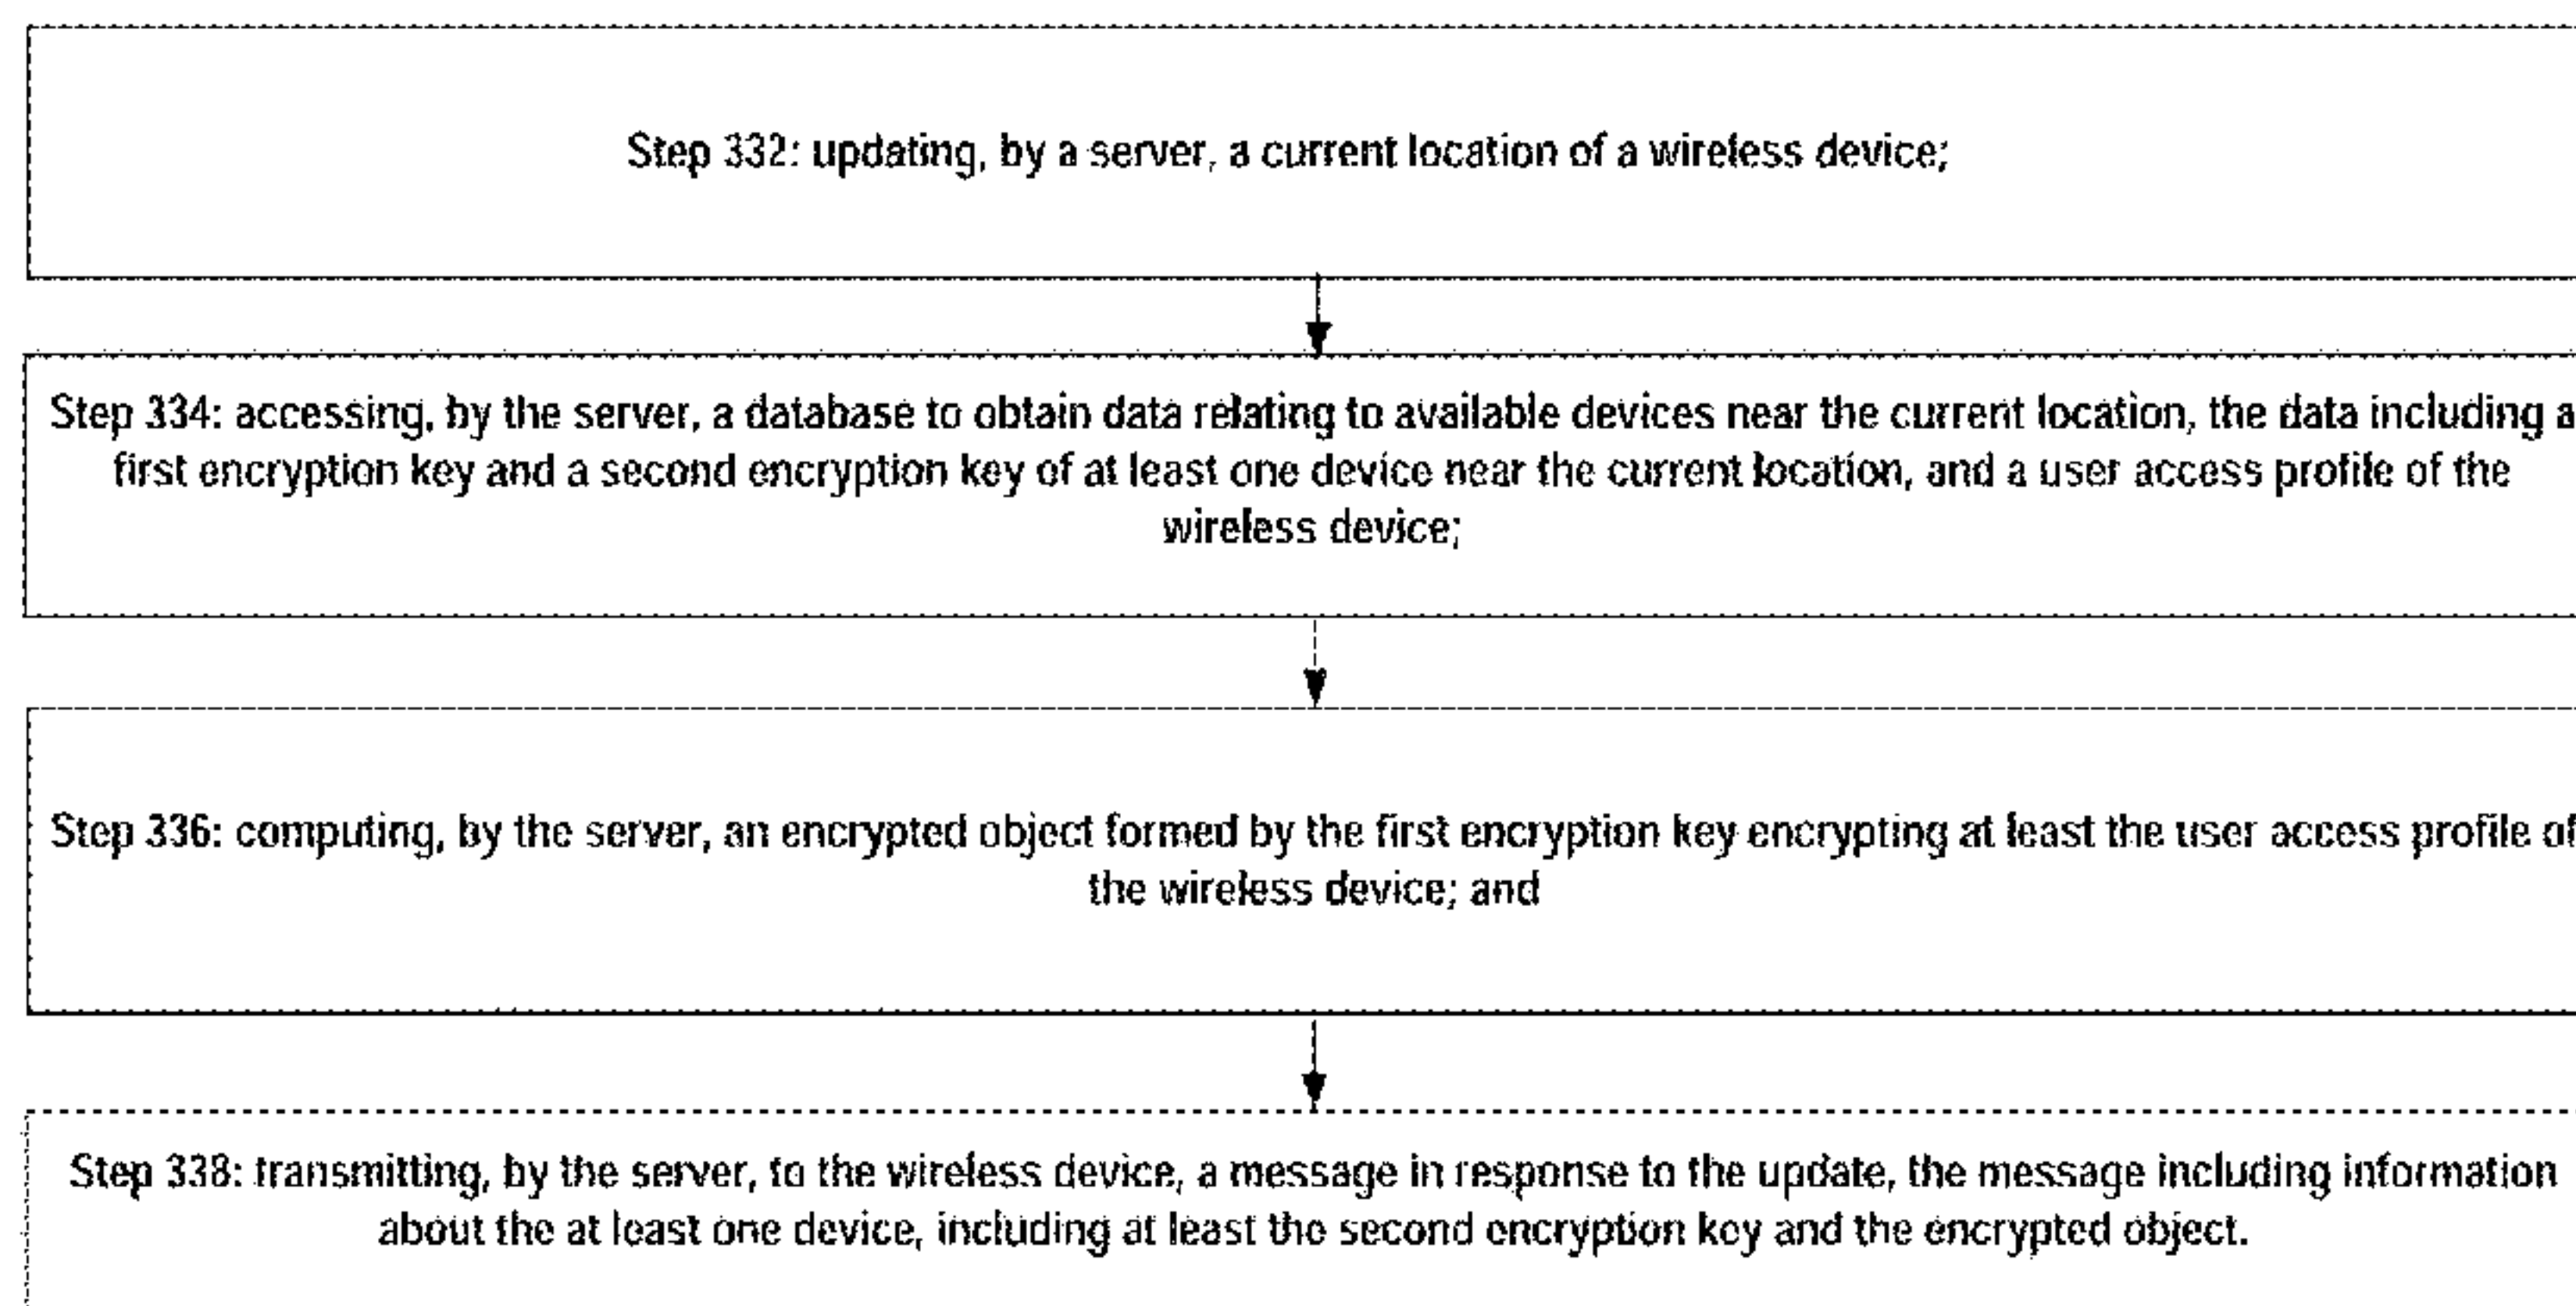 Step 332: updating, by a server, a current location of a wireless device;
Step 334: accessing, by the server, a database to obtain data relating to available devices near the current location, the data including a
first encryption key and a second encryption key of at least one device near the current location, and a user access profile of the
wireless device;
Step 336: computing, by the server, an encrypted object formed by the first encryption key encrypting at least the user access profile of
the wireless device; and
Step 338: transmitting, by the server, to the wireless device, a message in response to the update, the message including information
about the at least one device, including at least the second encryption key and the encrypted object.